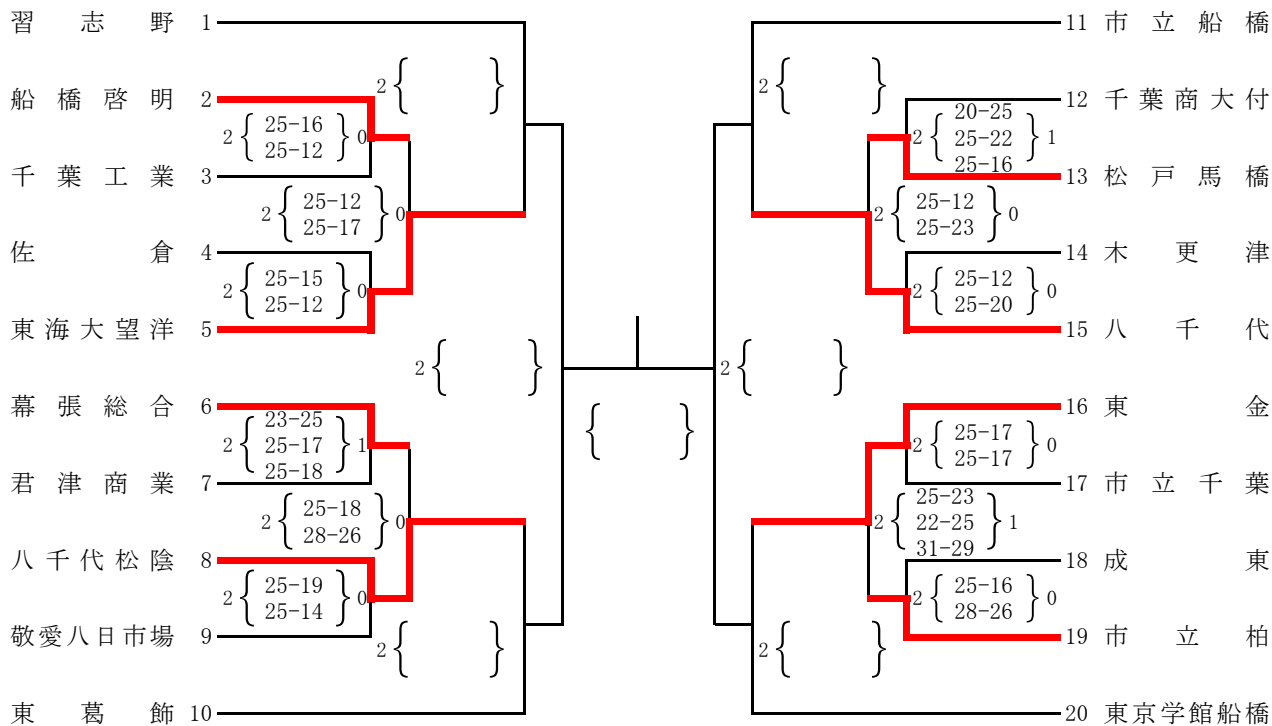 習志野 1
2
船橋啓明 2
2 25-16 0
25-12
千葉工業 3
2 25-12 0
25-17
佐倉 4
2 25-15 0
25-12
東海大望洋 5
2
幕張総合 6
23-25
2 25-17 1
25-18
君津商業 7
2 25-18 0
28-26
八千代松陰 8
2 25-19 0
25-14
敬愛八日市場 9
2
東葛飾 10
11 市立船橋
2
12 千葉商大付
20-25
2 25-22 1
25-16
13 松戸馬橋
2 25-12 0
25-23
14 木更津
2 25-12 0
25-20
15 八千代
2
16 東金
2 25-17 0
25-17
17 市立千葉
25-23
2 22-25 1
31-29
18 成東
2 25-16 0
28-26
19 市立柏
2
20 東京学館船橋